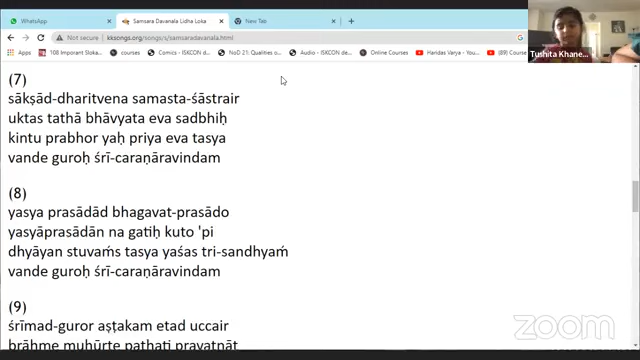 WhatsApp
Samsara Davanala Lidha Loka
New Tab
Not secure | kksongs.org/songs/s/samsaradavanala.html
Apps
108 Imporant Sloka...
courses
Comics - ISKCON d...
NoD 21: Qualities o...
Audio - ISKCON des...
Online Courses
Haridas Varya - You...
(89) Course
Tushita Khane...
(7)
sākṣād-dharitvena samasta-śāstrair
uktas tathā bhāvyata eva sadbhiḥ
kintu prabhor yaḥ priya eva tasya
vande guroḥ śrī-caraṇāravindam
(8)
yasya prasādād bhagavat-prasādo
yasyāprasādān na gatiḥ kuto 'pi
dhyāyan stuvaṁs tasya yaśas tri-sandhyaṁ
vande guroḥ śrī-caraṇāravindam
(9)
śrīmad-guror aṣṭakam etad uccair
brāhme muhūrte paṭhati prayatnāt
zoom